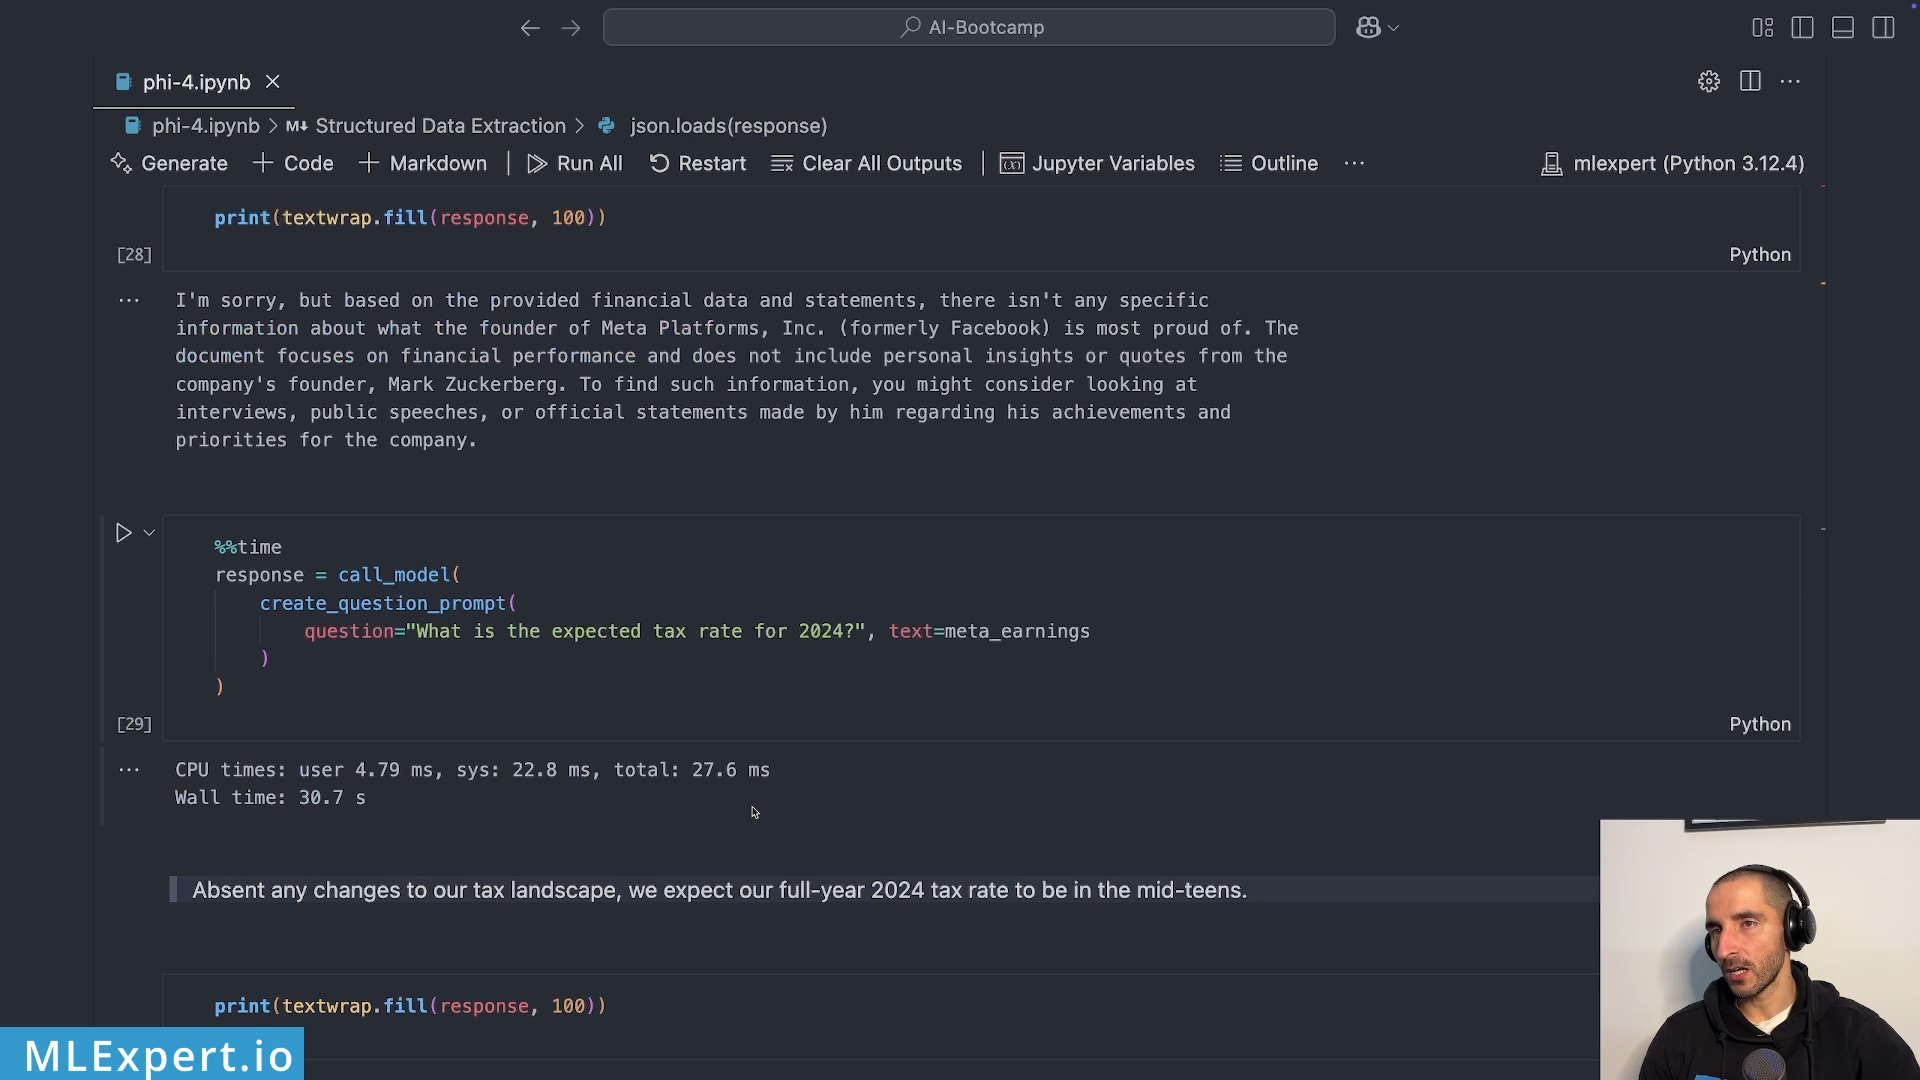 AI-Bootcamp
phi-4.ipynb
phi-4.ipynb > M↓ Structured Data Extraction > json.loads(response)
Generate + Code + Markdown | Run All Restart Clear All Outputs | Jupyter Variables Outline ··· mlexpert (Python 3.12.4)
print(textwrap.fill(response, 100))
[28] Python
I'm sorry, but based on the provided financial data and statements, there isn't any specific
information about what the founder of Meta Platforms, Inc. (formerly Facebook) is most proud of. The
document focuses on financial performance and does not include personal insights or quotes from the
company's founder, Mark Zuckerberg. To find such information, you might consider looking at
interviews, public speeches, or official statements made by him regarding his achievements and
priorities for the company.
%%time
response = call_model(
create_question_prompt(
question="What is the expected tax rate for 2024?", text=meta_earnings
)
)
[29] Python
CPU times: user 4.79 ms, sys: 22.8 ms, total: 27.6 ms
Wall time: 30.7 s
Absent any changes to our tax landscape, we expect our full-year 2024 tax rate to be in the mid-teens.
print(textwrap.fill(response, 100))
MLExpert.io